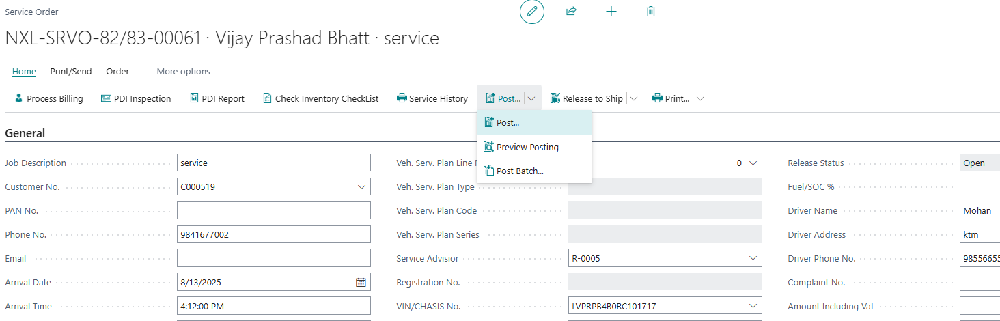 Service Order
NXL-SRVO-82/83-00061 · Vijay Prashad Bhatt · service
Home Print/Send Order More options
Process Billing PDI Inspection PDI Report Check Inventory CheckList Service History Post... Release to Ship Print...
Post...
Preview Posting
Post Batch...
General
Job Description service
Customer No. C000519
PAN No.
Phone No. 9841677002
Email
Arrival Date 8/13/2025
Arrival Time 4:12:00 PM
Veh. Serv. Plan Line 0
Veh. Serv. Plan Type
Veh. Serv. Plan Code
Veh. Serv. Plan Series
Service Advisior R-0005
Registration No.
VIN/CHASIS No. LVPRPB4B0RC101717
Release Status Open
Fuel/SOC %
Driver Name Mohan
Driver Address ktm
Driver Phone No. 98556655
Complaint No.
Amount Including Vat